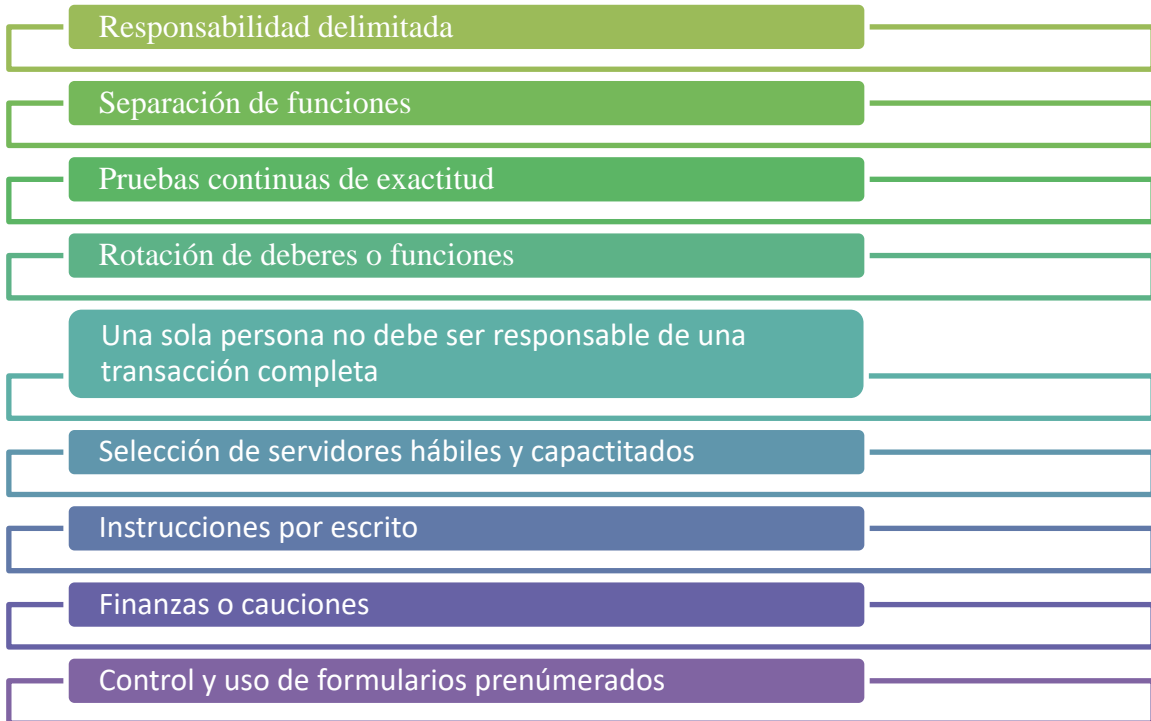 Responsabilidad delimitada
Separación de funciones
Pruebas continuas de exactitud
Rotación de deberes o funciones
Una sola persona no debe ser responsable de una
transacción completa
Selección de servidores hábiles y capactitados
Instrucciones por escrito
Finanzas o cauciones
Control y uso de formularios prenúmerados